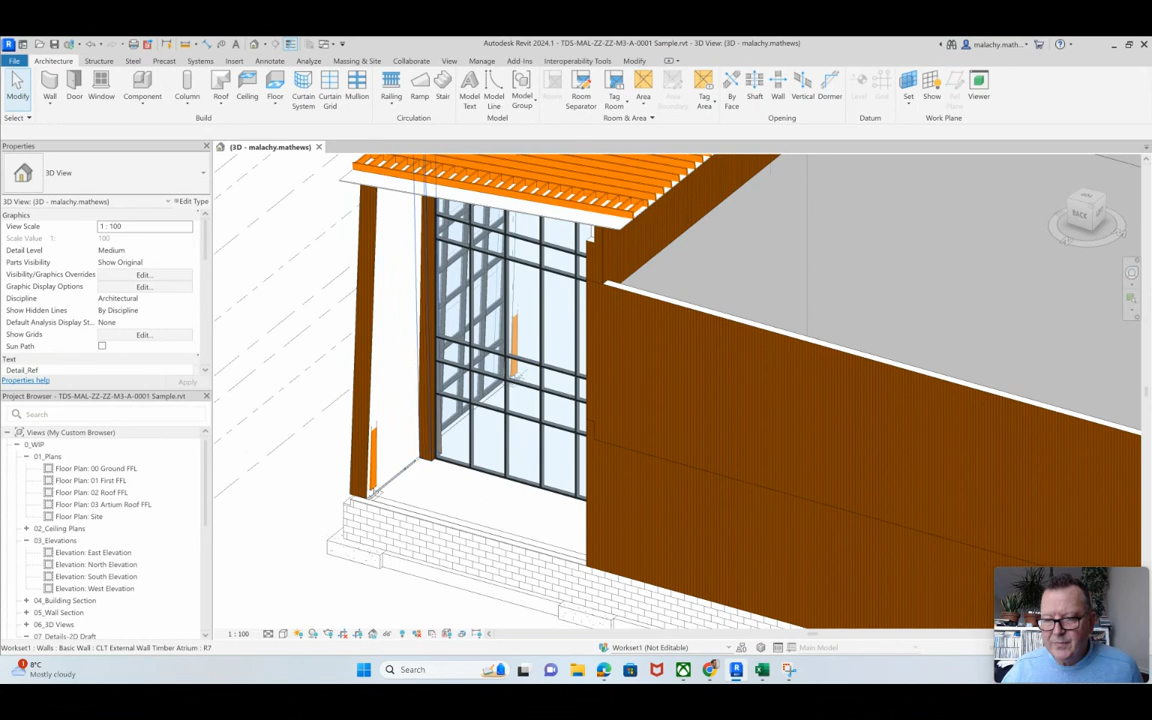 Autodesk Revit 2024.1 - TDS-MAL-ZZ-ZZ-M3-A-0001 Sample.rvt - 3D View: (3D - malachy.mathews)
malachy.math...
File Architecture Structure Steel Precast Systems Insert Annotate Analyze Massing & Site Collaborate View Manage Add-Ins Interoperability Tools Modify
Modify Wall Door Window Component Column Roof Ceiling Floor Curtain System Curtain Grid Mullion Railing Ramp Stair Model Text Model Line Model Group Room Room Separator Tag Room Area Area Boundary Tag Area By Face Shaft Wall Vertical Dormer Level Grid Set Show Ref Plane Viewer
Select Build Circulation Model Room & Area Opening Datum Work Plane
Properties
(3D - malachy.mathews)
3D View
3D View: (3D - malachy.mathews)
Edit Type
Graphics
View Scale 1 : 100
Scale Value 1: 100
Detail Level Medium
Parts Visibility Show Original
Visibility/Graphics Overrides Edit...
Graphic Display Options Edit...
Discipline Architectural
Show Hidden Lines By Discipline
Default Analysis Display St... None
Show Grids Edit...
Sun Path
Text
Detail_Ref
Properties help Apply
BACK
Project Browser - TDS-MAL-ZZ-ZZ-M3-A-0001 Sample.rvt
Search
Views (My Custom Browser)
0_WIP
01_Plans
Floor Plan: 00 Ground FFL
Floor Plan: 01 First FFL
Floor Plan: 02 Roof FFL
Floor Plan: 03 Artium Roof FFL
Floor Plan: Site
02_Ceiling Plans
03_Elevations
Elevation: East Elevation
Elevation: North Elevation
Elevation: South Elevation
Elevation: West Elevation
04_Building Section
05_Wall Section
06_3D Views
07_Details-2D Draft
1 : 100
Workset1 : Walls : Basic Wall : CLT External Wall Timber Atrium : R7
Workset1 (Not Editable)
:0
Main Model
8°C
Mostly cloudy
Search